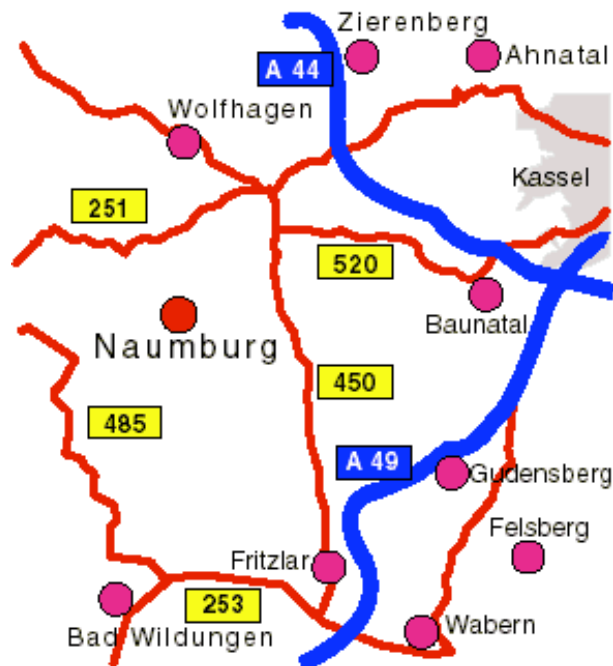 Zierenberg
A 44
Ahnatal
Wolfhagen
Kassel
251
520
Baunatal
Naumburg
450
485
A 49
Gudensberg
Felsberg
Fritzlar
253
Wabern
Bad Wildungen